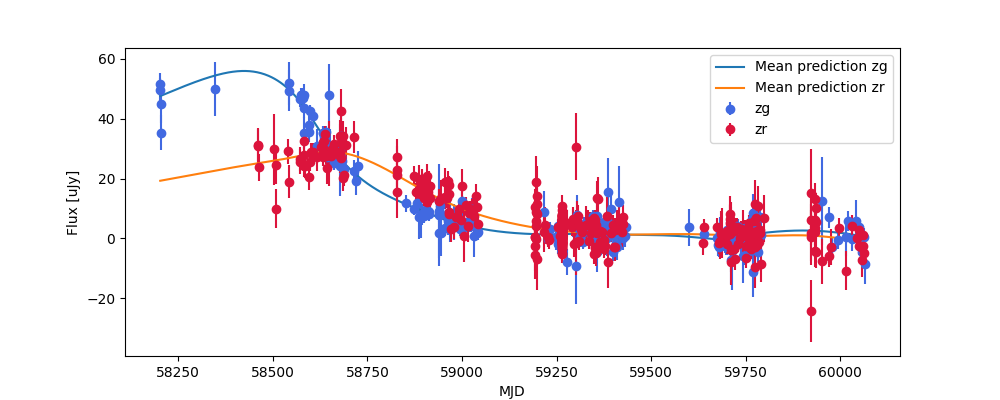 Mean prediction zg
Mean prediction zr
zg
zr
Flux [uJy]
60
40
20
0
−20
58250 58500 58750 59000 59250 59500 59750 60000
MJD